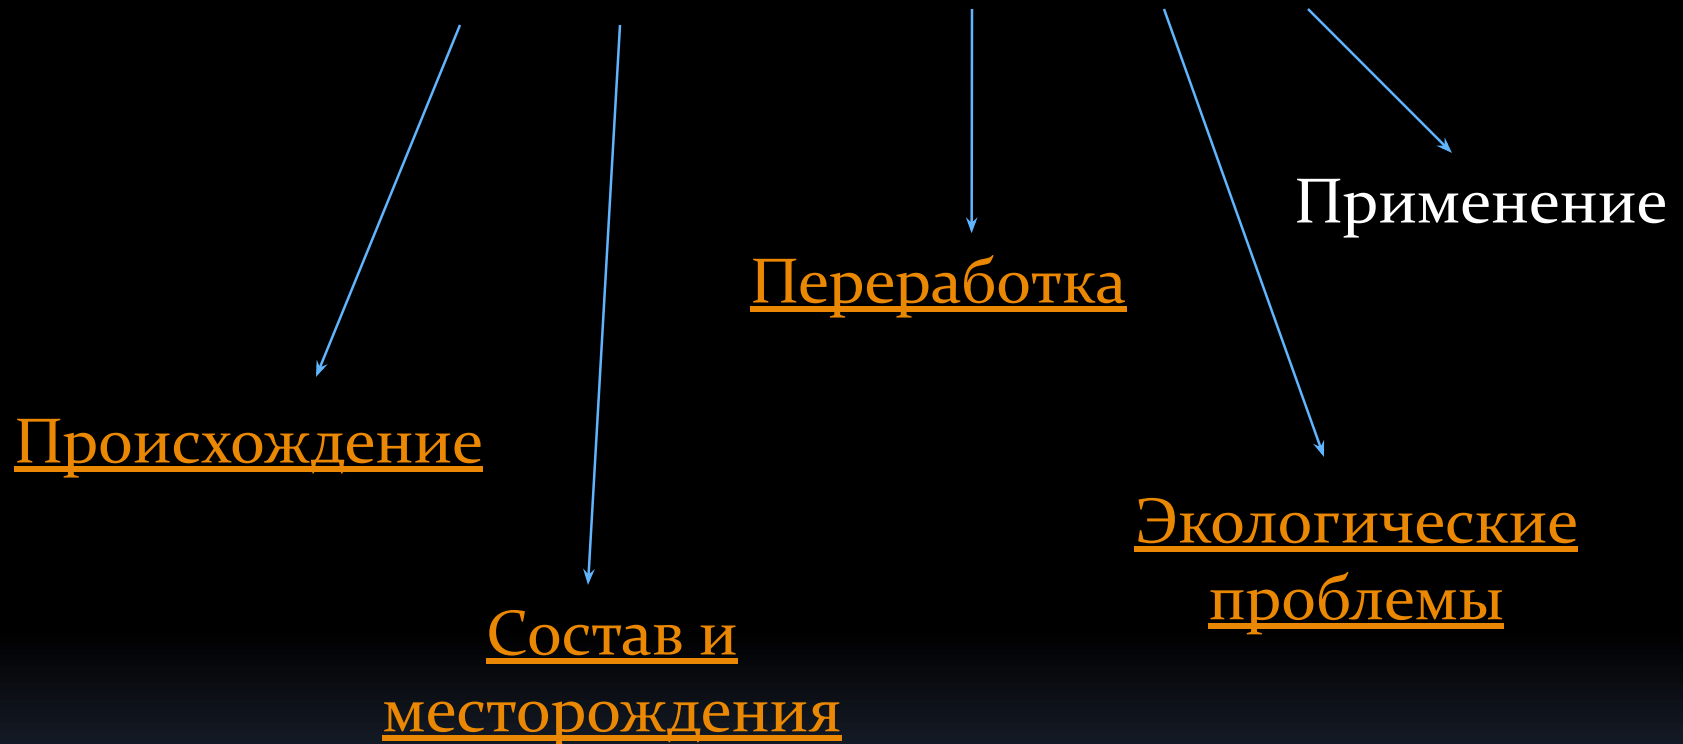 Применение
Переработка
Происхождение
Экологические
проблемы
Состав и
месторождения